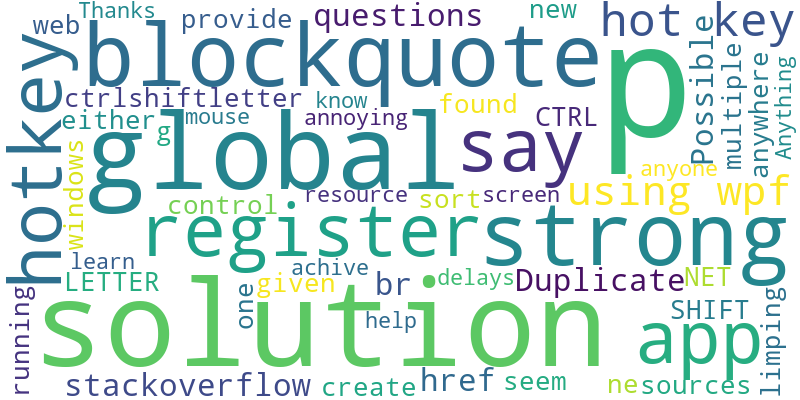 Thanks
web
provide
questions
new
hot key
blockquote
p
ctrlshiftletter
know
found
CTRL
Possible
multiple
anywhere
Anything
either
g
mouse
annoying
hotkey
global
say
windows
anyone
control
resource
sort
screen
using wpf
register
strong
learn
LETTER
achive
given
br
delays
Duplicate
NET
running
solution
one
help
app
SHIFT
limping
stackoverflow
create
href
seem
ne
sources